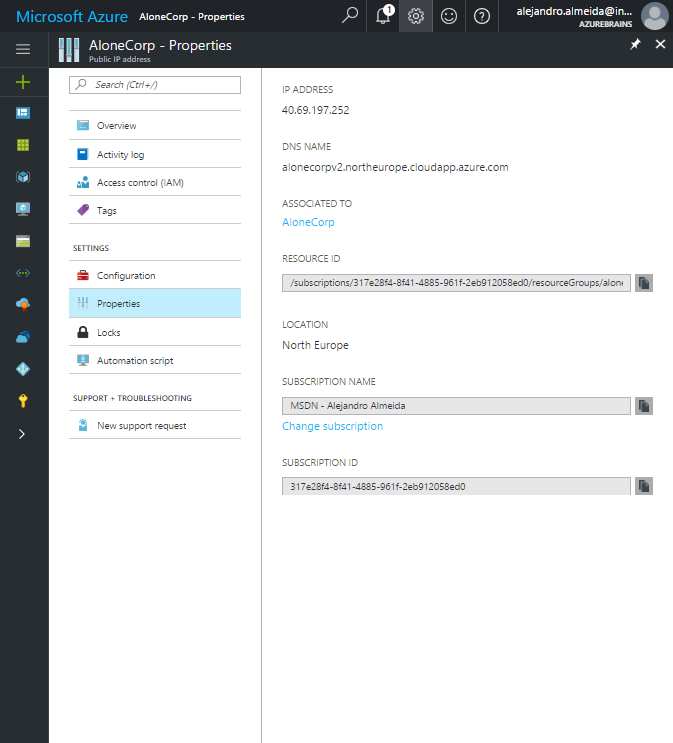 Microsoft Azure AloneCorp - Properties
1
alejandro.almeida@in...
AZUREBRAINS
AloneCorp - Properties
Public IP address
Search (Ctrl+/)
Overview
Activity log
Access control (IAM)
Tags
SETTINGS
Configuration
Properties
Locks
Automation script
SUPPORT + TROUBLESHOOTING
New support request
IP ADDRESS
40.69.197.252
DNS NAME
alonecorpv2.northeurope.cloudapp.azure.com
ASSOCIATED TO
AloneCorp
RESOURCE ID
/subscriptions/317e28f4-8f41-4885-961f-2eb912058ed0/resourceGroups/alone
LOCATION
North Europe
SUBSCRIPTION NAME
MSDN - Alejandro Almeida
Change subscription
SUBSCRIPTION ID
317e28f4-8f41-4885-961f-2eb912058ed0